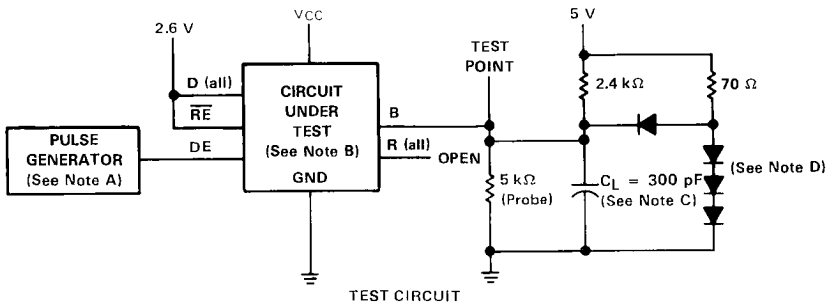 5 V
VCC
2.6 V
TEST
POINT
D (all)
2.4 kΩ
70 Ω
CIRCUIT
UNDER
TEST
(See Note B)
GND
RE
B
PULSE
GENERATOR
(See Note A)
DE
R (all)
OPEN
5 kΩ
(Probe)
CL = 300 pF
(See Note C)
(See Note D)
TEST CIRCUIT